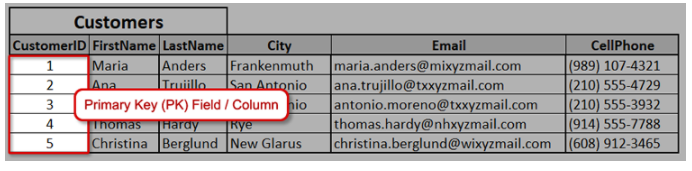 Customers
CustomerID FirstName LastName City Email CellPhone
1 Maria Anders Frankenmuth maria.anders@mixyzmail.com (989) 107-4321
2 Ana Trujillo San Antonio ana.trujillo@txxyzmail.com (210) 555-4729
3 Primary Key (PK) Field / Column antonio.moreno@txxyzmail.com (210) 555-3932
4 Thomas Hardy Rye thomas.hardy@nhxyzmail.com (914) 555-7788
5 Christina Berglund New Glarus christina.berglund@wixyzmail.com (608) 912-3465